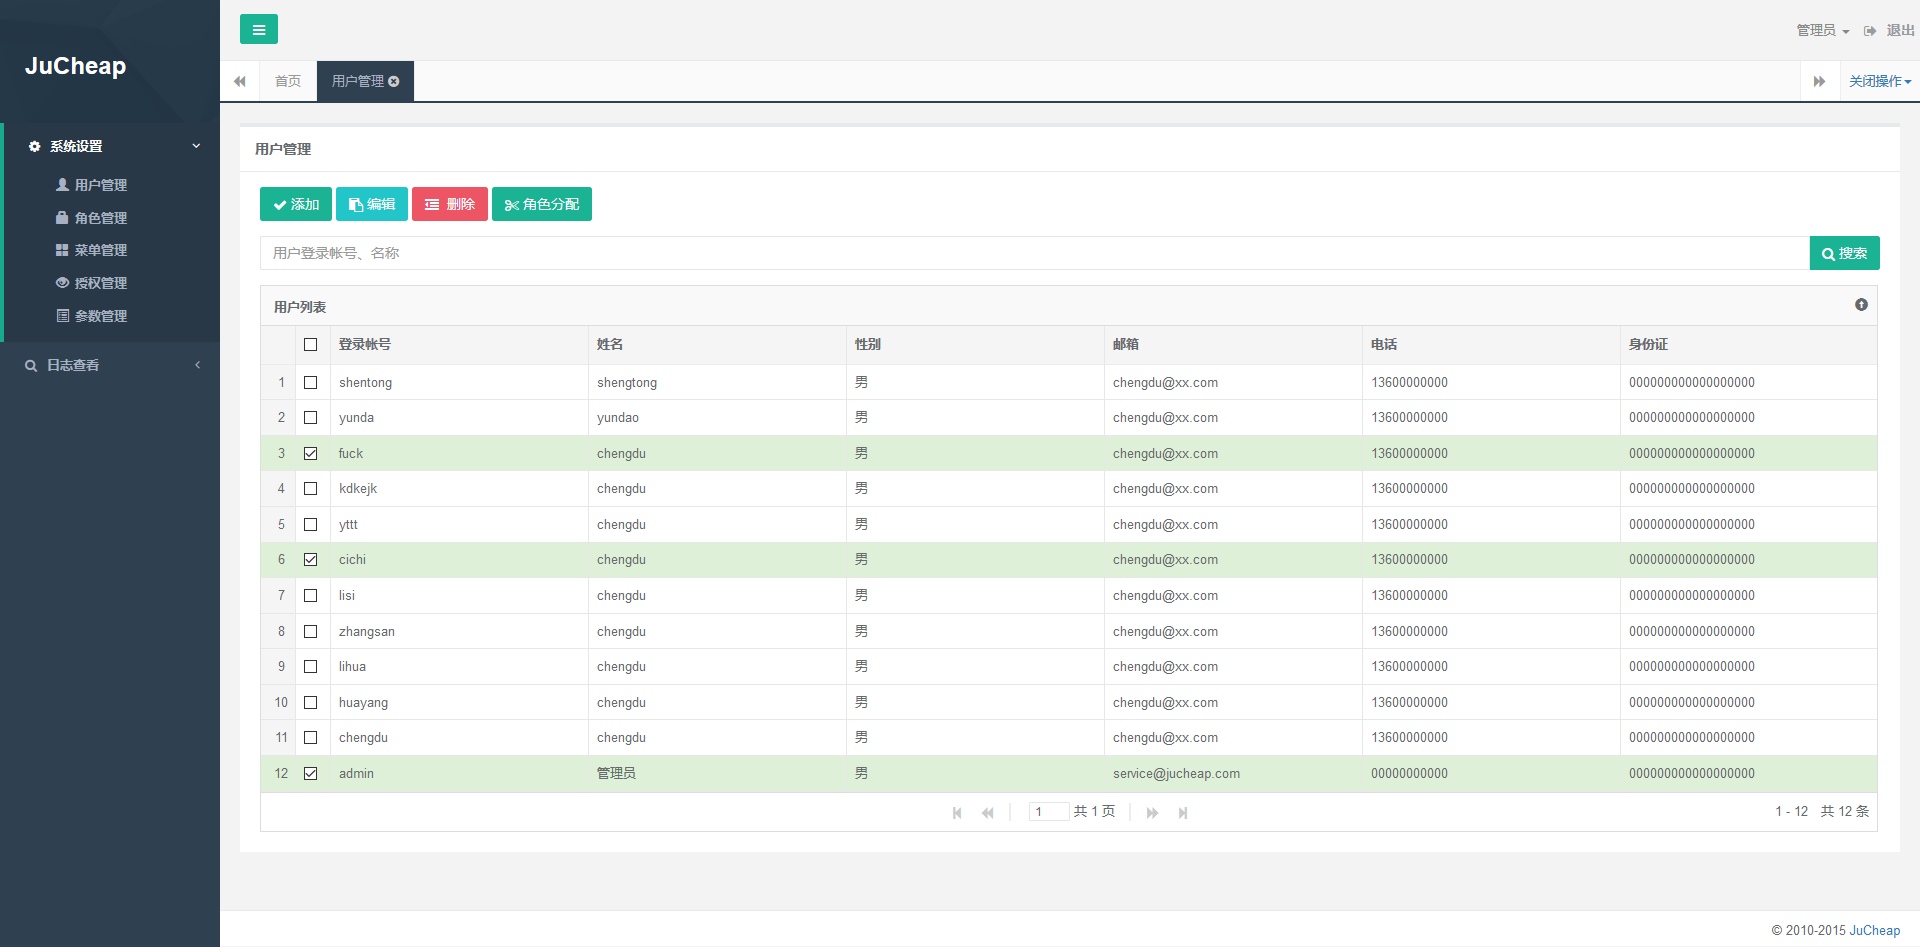 JuCheap
系统设置
用户管理
角色管理
菜单管理
授权管理
参数管理
日志查看
管理员 退出
首页 用户管理 关闭操作
用户管理
添加 编辑 删除 角色分配
用户登录帐号、名称 搜索
用户列表
登录帐号 姓名 性别 邮箱 电话 身份证
1 shentong shengtong 男 chengdu@xx.com 13600000000 000000000000000000
2 yunda yundao 男 chengdu@xx.com 13600000000 000000000000000000
3 fuck chengdu 男 chengdu@xx.com 13600000000 000000000000000000
4 kdkejk chengdu 男 chengdu@xx.com 13600000000 000000000000000000
5 yttt chengdu 男 chengdu@xx.com 13600000000 000000000000000000
6 cichi chengdu 男 chengdu@xx.com 13600000000 000000000000000000
7 lisi chengdu 男 chengdu@xx.com 13600000000 000000000000000000
8 zhangsan chengdu 男 chengdu@xx.com 13600000000 000000000000000000
9 lihua chengdu 男 chengdu@xx.com 13600000000 000000000000000000
10 huayang chengdu 男 chengdu@xx.com 13600000000 000000000000000000
11 chengdu chengdu 男 chengdu@xx.com 13600000000 000000000000000000
12 admin 管理员 男 service@jucheap.com 00000000000 000000000000000000
1 共 1 页 1 - 12 共 12 条
© 2010-2015 JuCheap